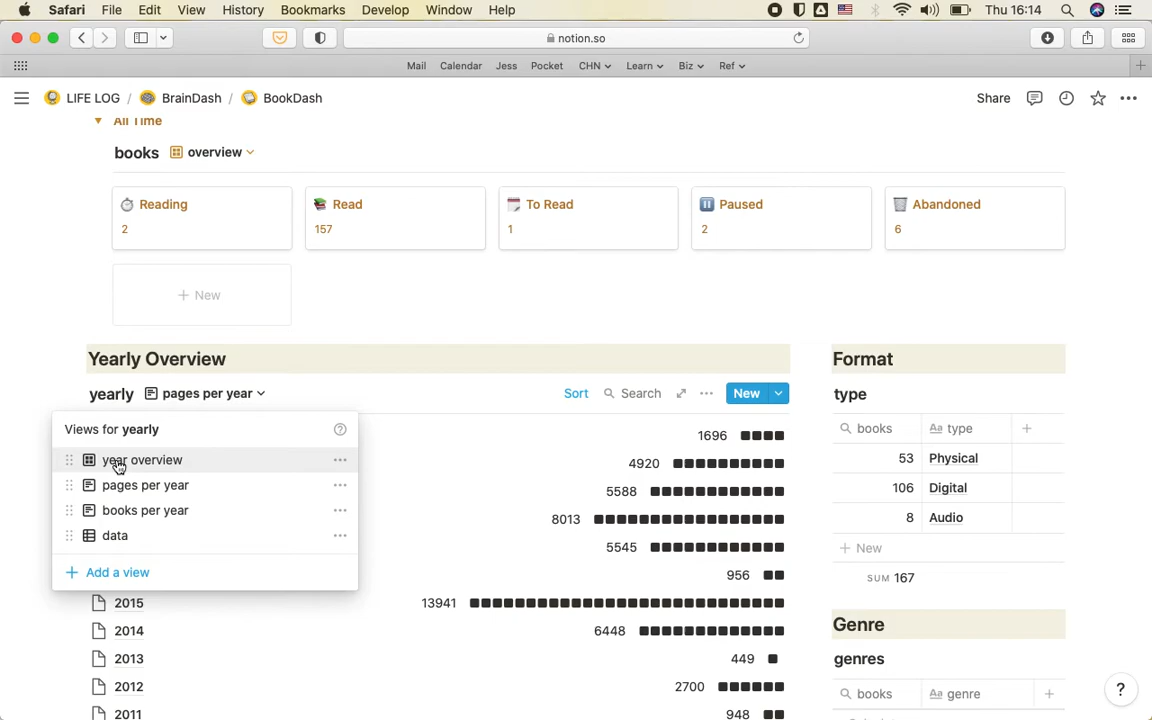 Safari File Edit View History Bookmarks Develop Window Help Thu 16:14
notion.so
Mail Calendar Jess Pocket CHN Learn Biz Ref
LIFE LOG / BrainDash / BookDash Share
All Time
books overview
Reading
2
Read
157
To Read
1
Paused
2
Abandoned
6
+ New
Yearly Overview
yearly pages per year Sort Search New
Views for yearly
year overview
pages per year
books per year
data
+ Add a view
1696
4920
5588
8013
5545
956
2015 13941
2014 6448
2013 449
2012 2700
2011 948
Format
type
books Aa type
53 Physical
106 Digital
8 Audio
+ New
SUM 167
Genre
genres
books Aa genre
?